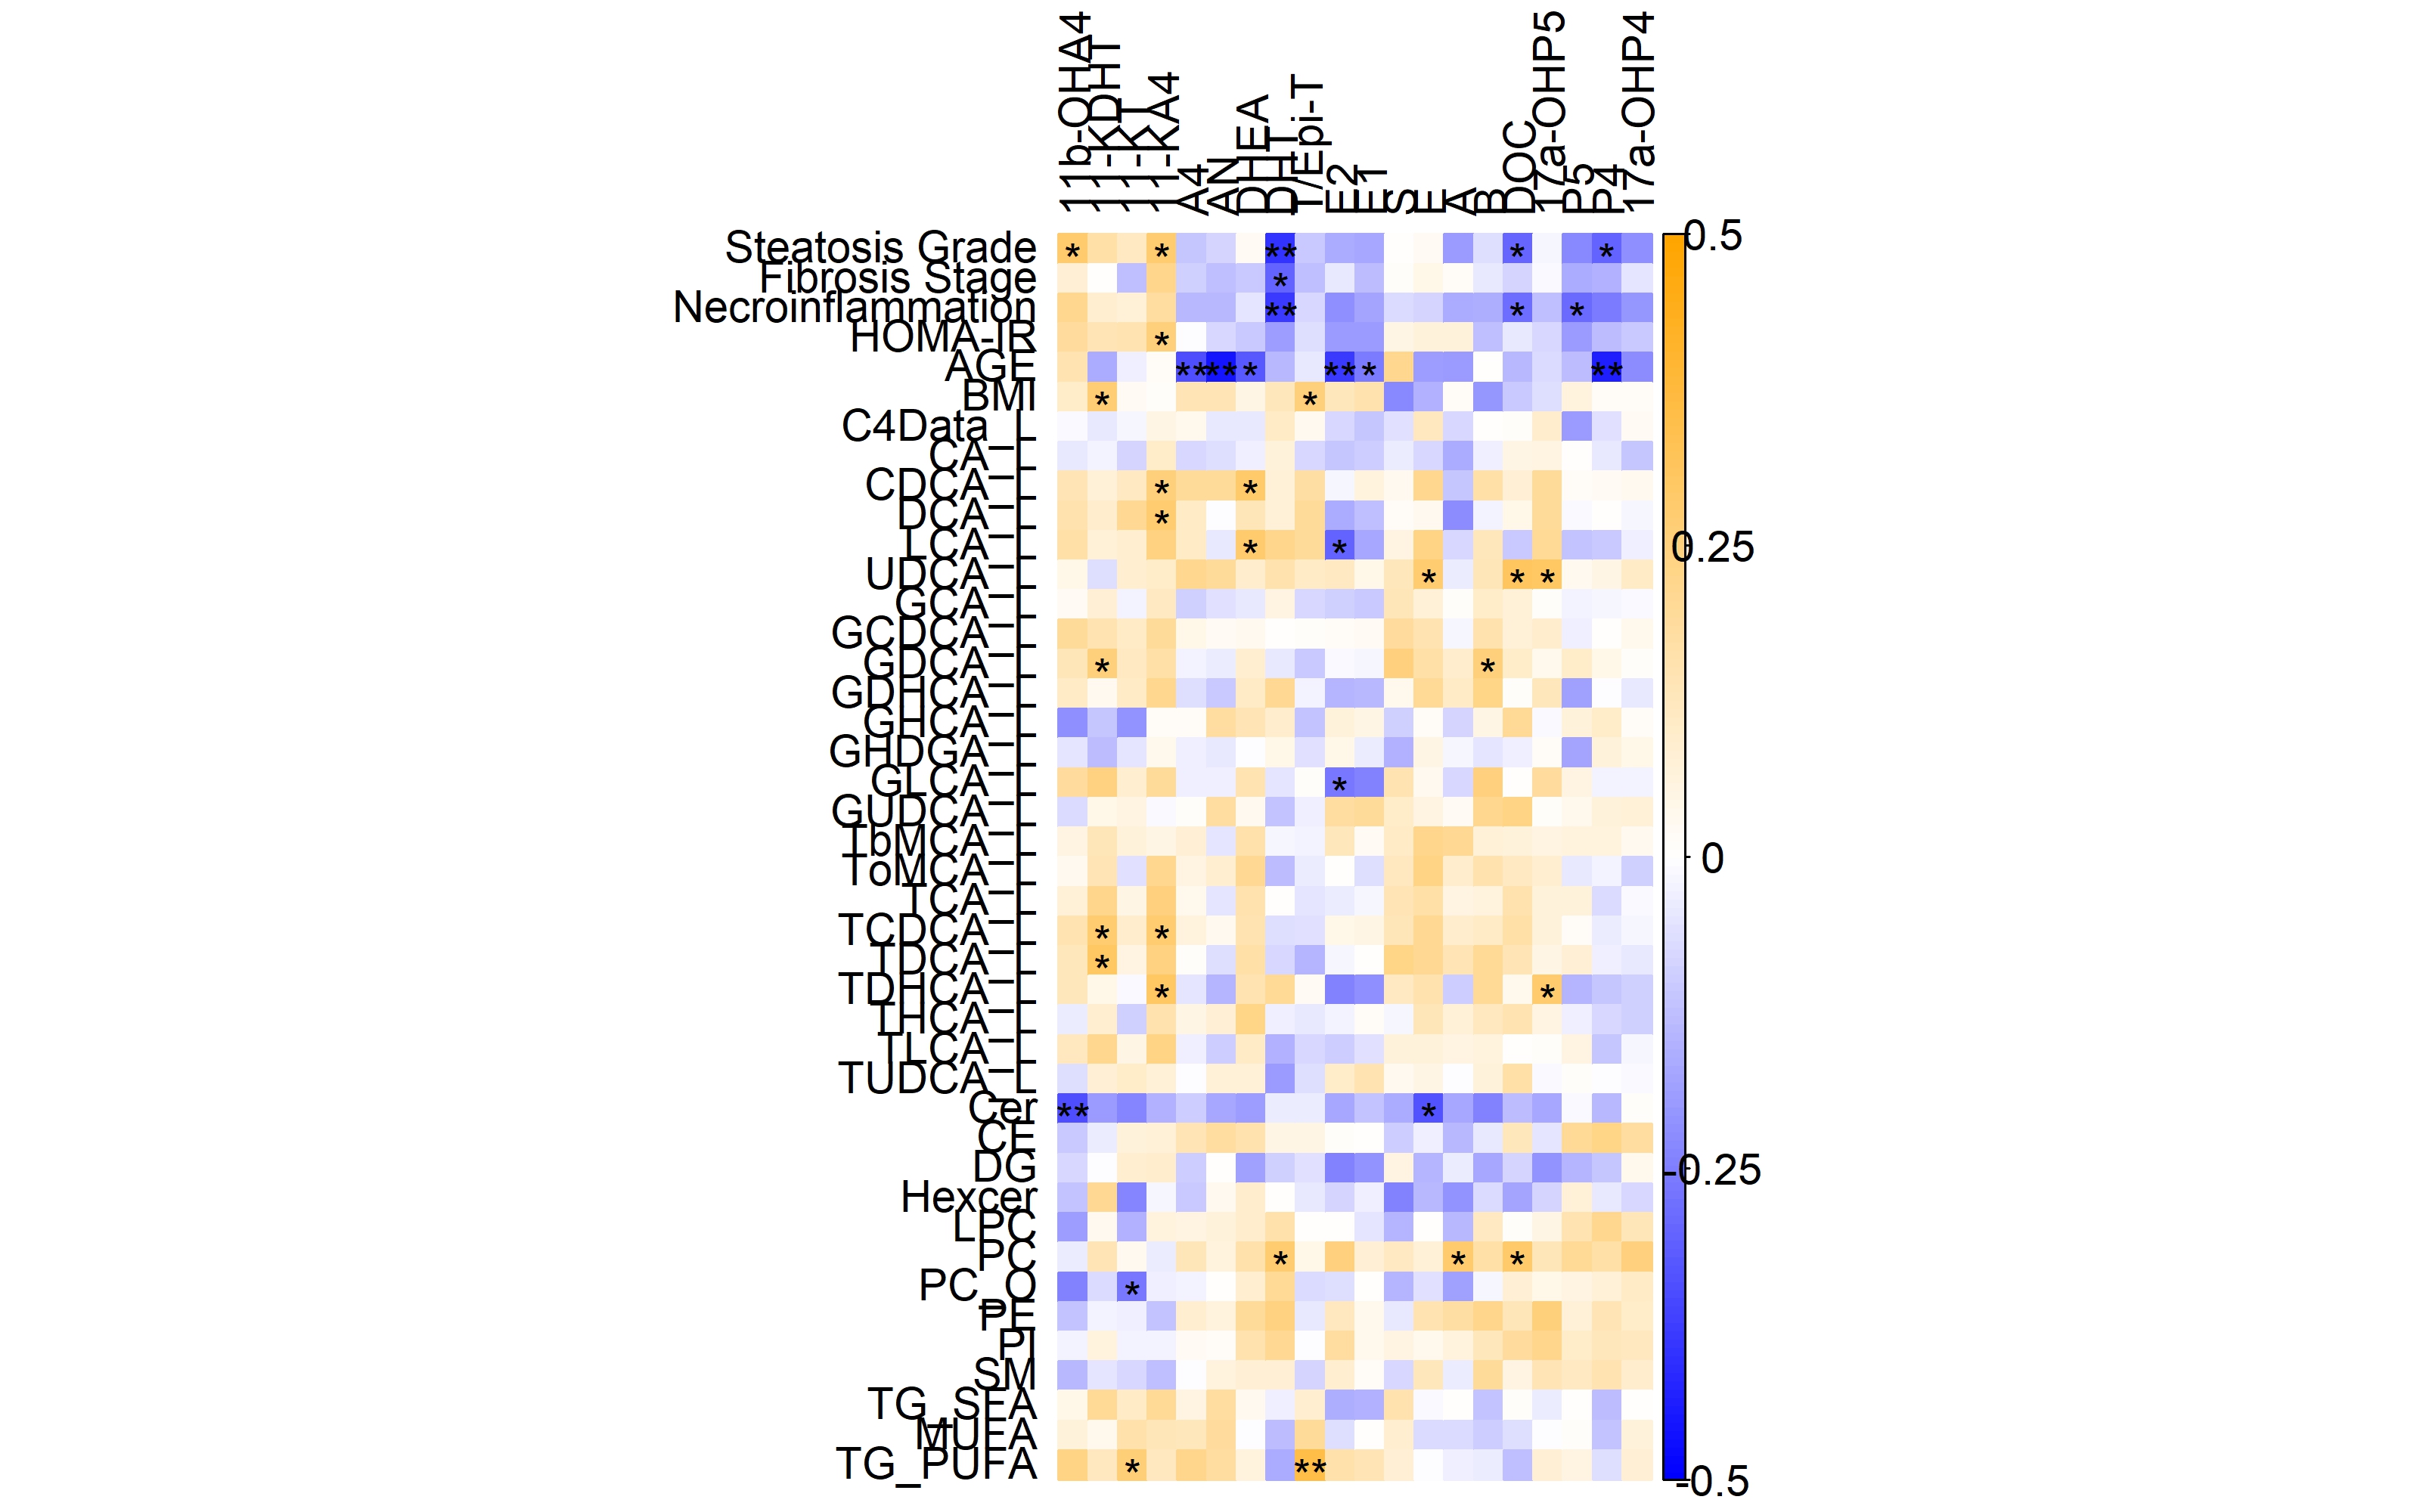 11b-OHA4
11-KDHT
11-KT
11-KA4
A4
AN
DHEA
DHT
T/Epi-T
E2
E1
S
E
A
B
DOC
17a-OHP5
P5
P4
17a-OHP4
Steatosis Grade * * ** * *
Fibrosis Stage *
Necroinflammation ** * *
HOMA-IR *
AGE ** ** * ** * **
BMI * *
C4Data_L
CA_L
CDCA_L * *
DCA_L *
LCA_L * *
UDCA_L * * *
GCA_L
GCDCA_L
GDCA_L * *
GDHCA_L
GHCA_L
GHDGA_L
GLCA_L *
GUDCA_L
TbMCA_L
ToMCA_L
TCA_L
TCDCA_L * *
TDCA_L *
TDHCA_L * *
THCA_L
TLCA_L
TUDCA_L
Cer ** *
CE
DG
Hexcer
LPC
PC * * *
PC_O *
PE
PI
SM
TG_SFA
MUFA
TG_PUFA * **
0.5
0.25
0
-0.25
-0.5